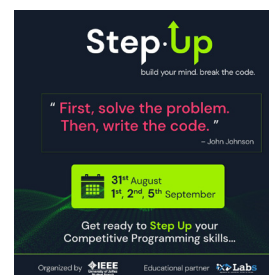 Step·Up
build your mind. break the code.
“ First, solve the problem.
Then, write the code. ”
– John Johnson
31st August
1st, 2nd, 5th September
Get ready to Step Up your
Competitive Programming skills...
Organized by IEEE Educational partner Labs